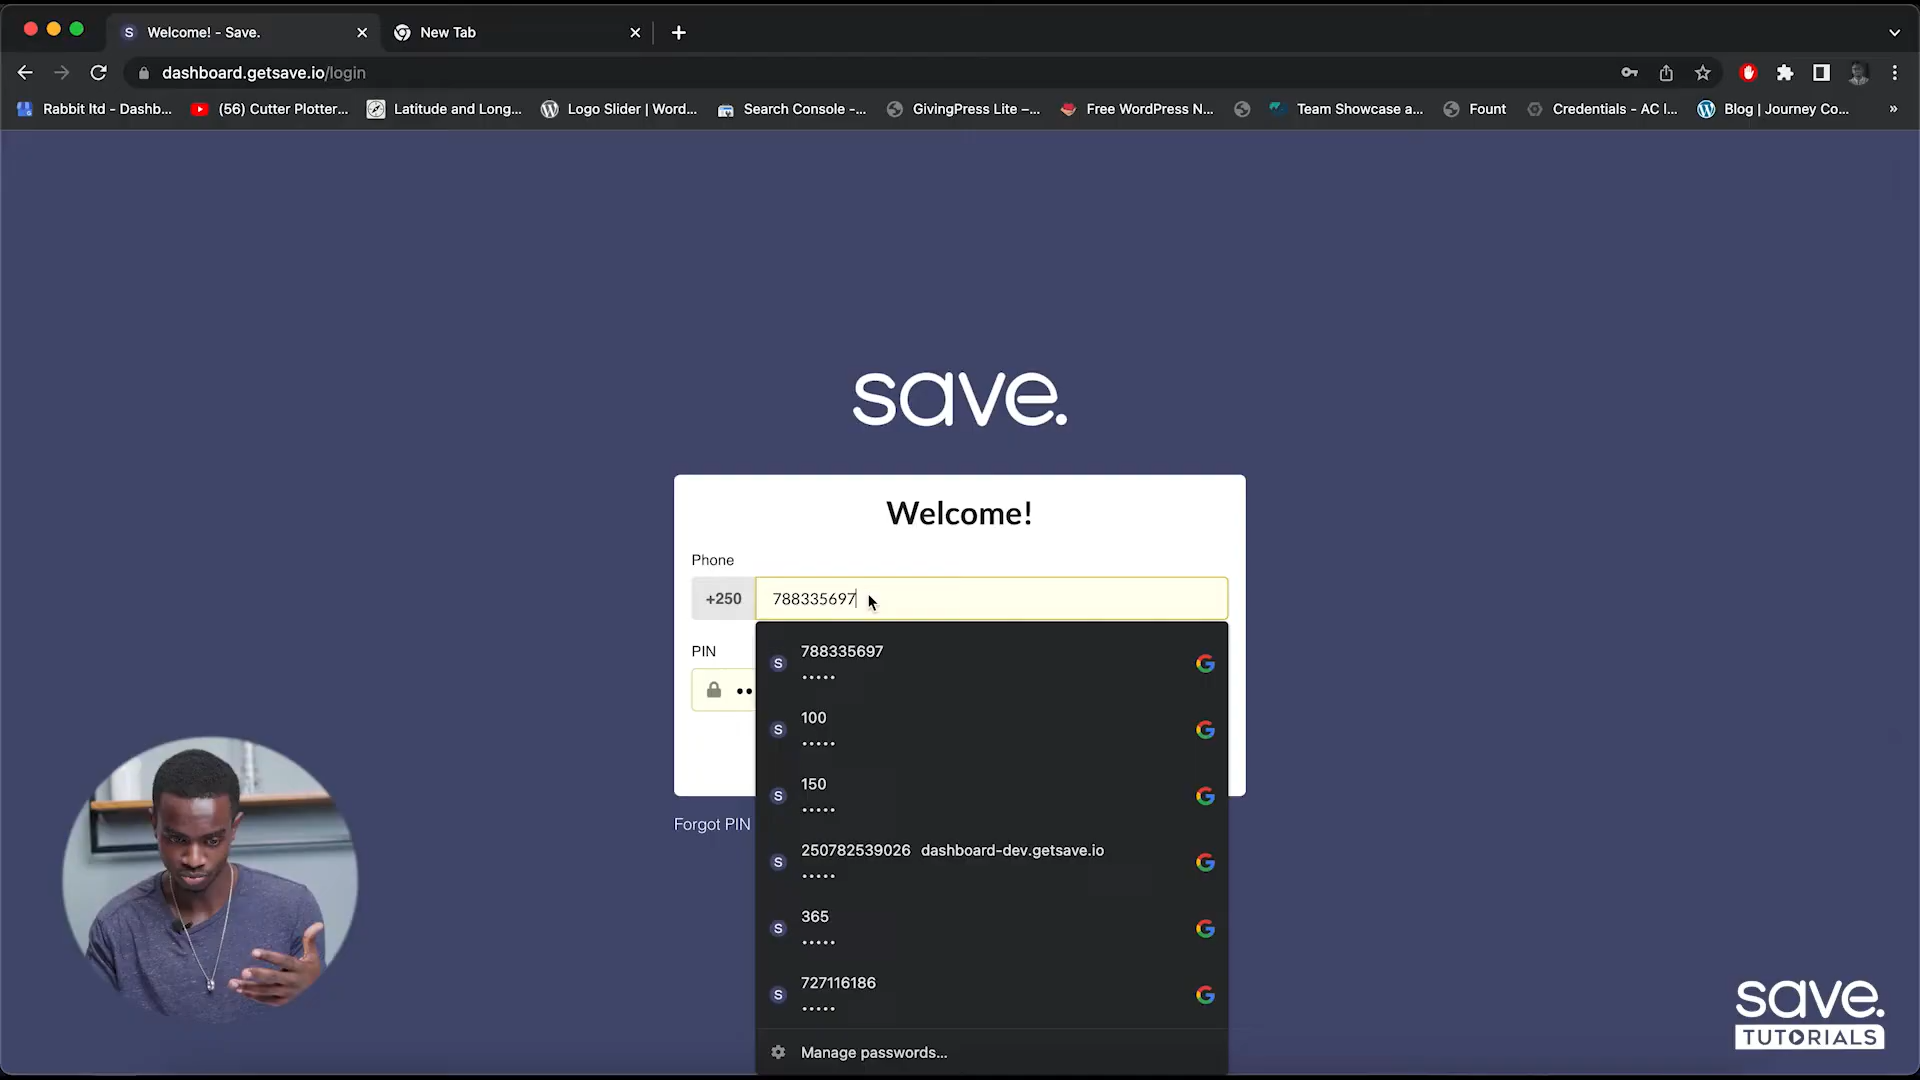 S Welcome! - Save.
New Tab
dashboard.getsave.io/login
Rabbit ltd - Dashb...
(56) Cutter Plotter...
Latitude and Long...
Logo Slider | Word...
Search Console -...
GivingPress Lite –...
Free WordPress N...
Team Showcase a...
Fount
Credentials - AC I...
Blog | Journey Co...
»
save.
Welcome!
Phone
+250
788335697
PIN
••
S
788335697
•••••
G
S
100
•••••
G
S
150
•••••
G
S
250782539026 dashboard-dev.getsave.io
•••••
G
S
365
•••••
G
S
727116186
•••••
G
Manage passwords...
Forgot PIN
save.
TUTORIALS